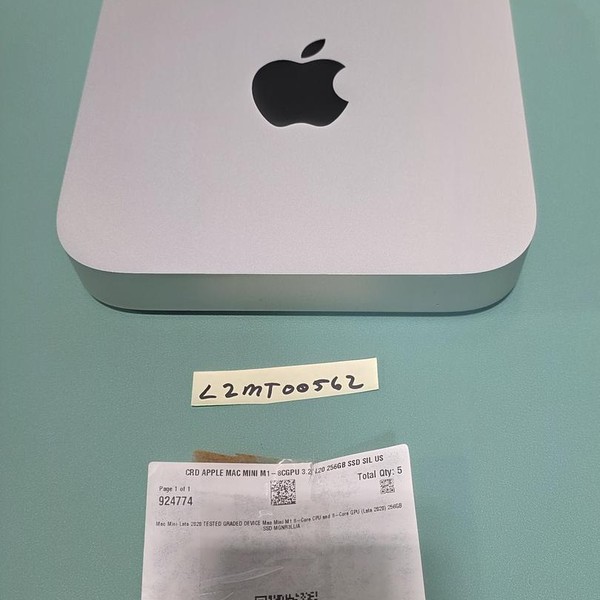 L2MT00562
CRD APPLE MAC MINI M1-8CGPU 3.2/ L20 256GB SSD SIL US
Page 1 of 1
Total Qty: 5
924774
Mac Mini Late 2020 TESTED GRADED DEVICE Mac Mini M1 8-Core CPU and 8-Core GPU (Late 2020) 256GB
SSD MGNR3LL/A